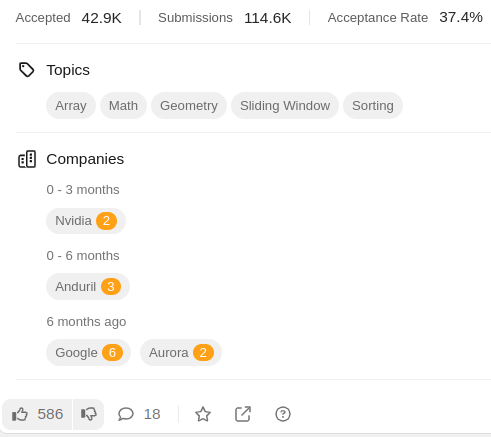 Accepted 42.9K Submissions 114.6K Acceptance Rate 37.4%
Topics
Array Math Geometry Sliding Window Sorting
Companies
0 - 3 months
Nvidia 2
0 - 6 months
Anduril 3
6 months ago
Google 6 Aurora 2
586 18 ?